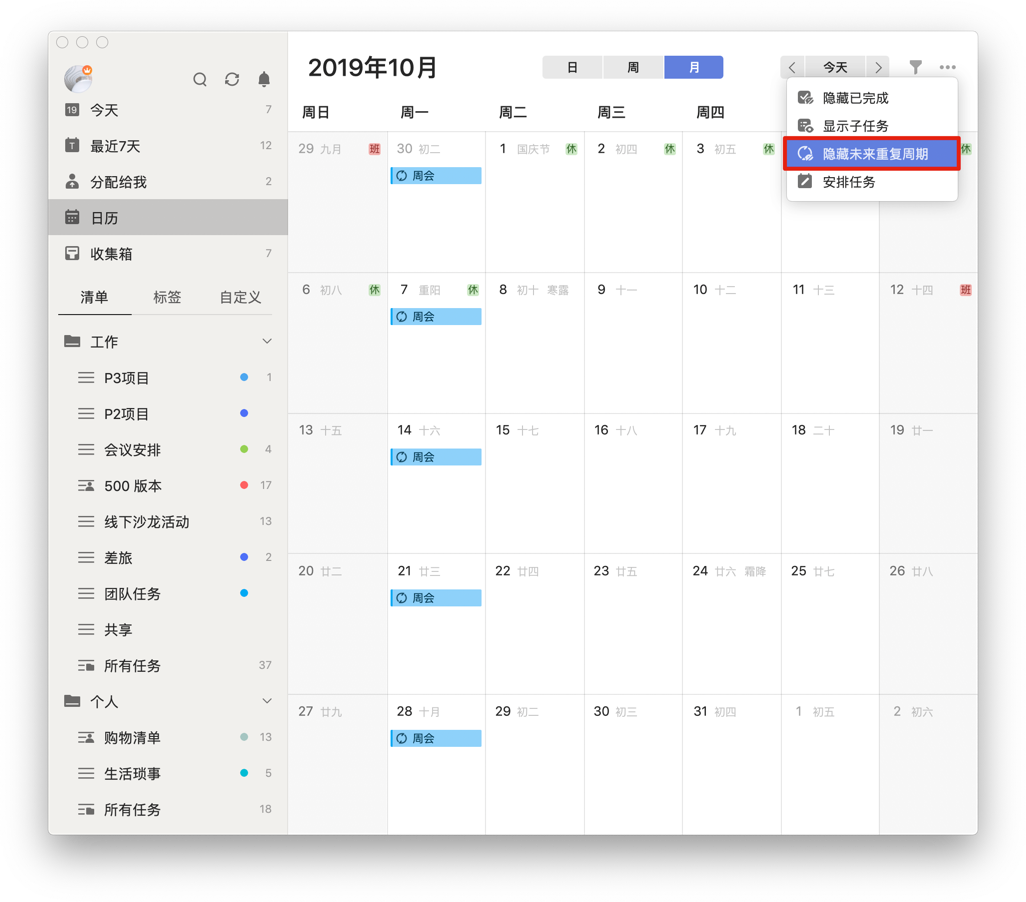 19 今天 7
最近7天 12
分配给我 2
日历
收集箱 7
清单 标签 自定义
工作
P3项目 1
P2项目
会议安排 4
500 版本 17
线下沙龙活动 13
差旅 2
团队任务
共享
所有任务 37
个人
购物清单 13
生活琐事 5
所有任务 18
2019年10月
日 周 月
今天
隐藏已完成
显示子任务
隐藏未来重复周期
安排任务
周日 周一 周二 周三 周四
29 九月 班 30 初二 1 国庆节 休 2 初四 休 3 初五 休 休
周会
6 初八 休 7 重阳 休 8 初十 寒露 9 十一 10 十二 11 十三 12 十四 班
周会
13 十五 14 十六 15 十七 16 十八 17 十九 18 二十 19 廿一
周会
20 廿二 21 廿三 22 廿四 23 廿五 24 廿六 霜降 25 廿七 26 廿八
周会
27 廿九 28 十月 29 初二 30 初三 31 初四 1 初五 2 初六
周会